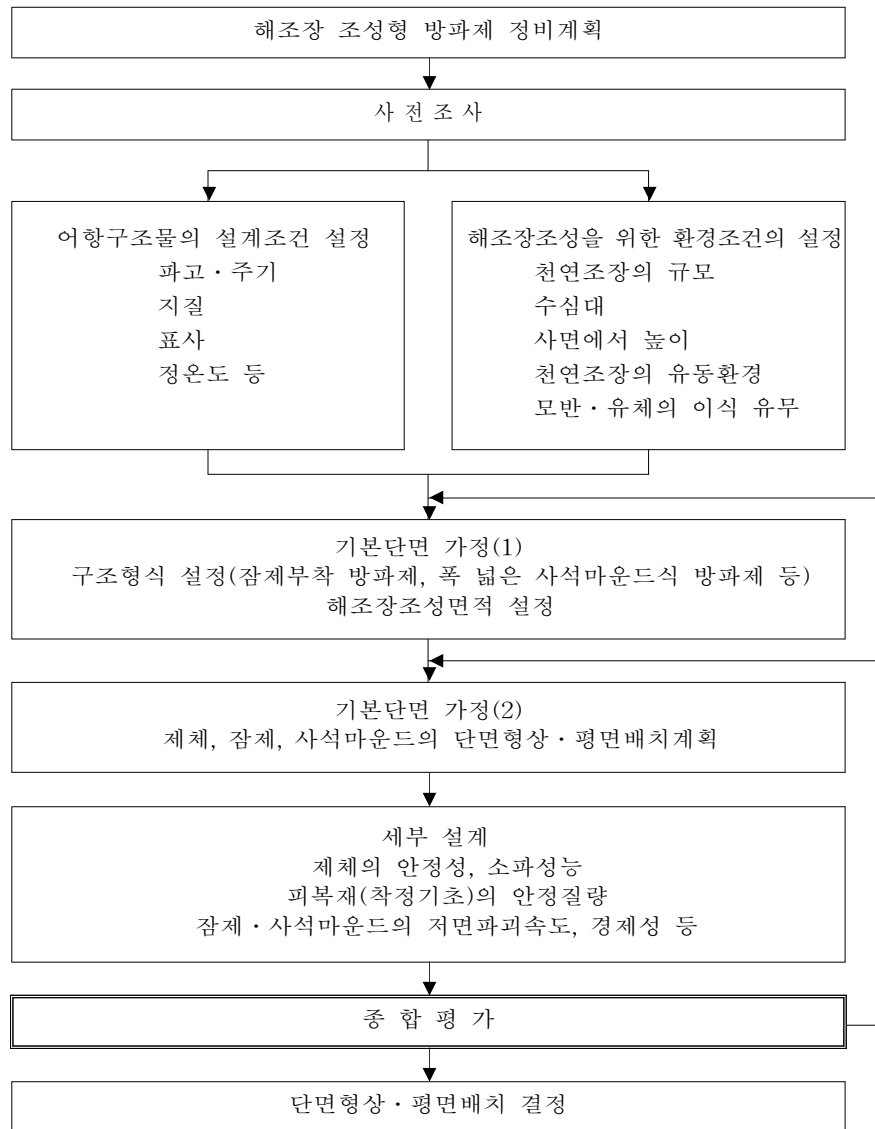 해조장 조성형 방파제 정비계획
사 전 조 사
어항구조물의 설계조건 설정
파고·주기
지질
표사
정온도 등
해조장조성을 위한 환경조건의 설정
천연조장의 규모
수심대
사면에서 높이
천연조장의 유동환경
모반·유체의 이식 유무
기본단면 가정(1)
구조형식 설정(잠제부착 방파제, 폭 넓은 사석마운드식 방파제 등)
해조장조성면적 설정
기본단면 가정(2)
제체, 잠제, 사석마운드의 단면형상·평면배치계획
세부 설계
제체의 안정성, 소파성능
피복재(착정기초)의 안정질량
잠제·사석마운드의 저면파괴속도, 경제성 등
종 합 평 가
단면형상·평면배치 결정